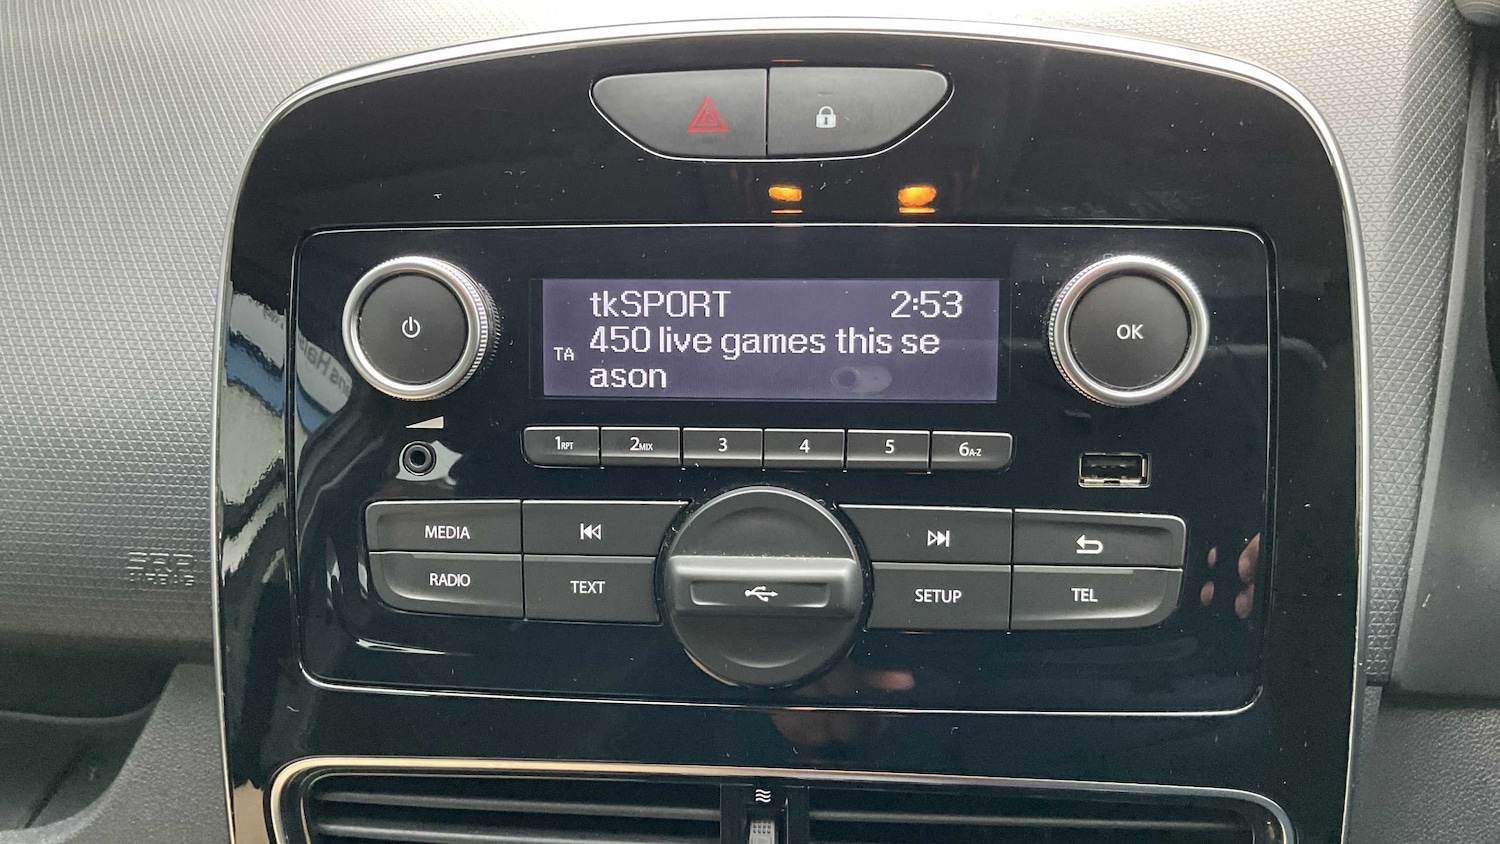 tkSPORT 2:53
450 live games this se
TA
ason
1RPT 2MIX 3 4 5 6A-Z
MEDIA
RADIO TEXT SETUP TEL
OK
AIRBAG